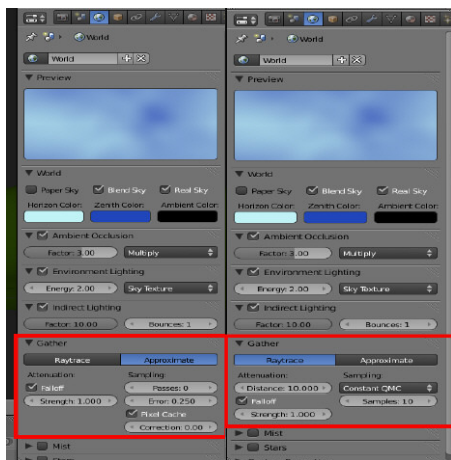 World
World
Preview
World
Paper Sky Blend Sky Real Sky
Horizon Color: Zenith Color: Ambient Color:
Ambient Occlusion
Factor: 3.00 Multiply
Environment Lighting
Energy: 2.00 Sky Texture
Indirect Lighting
Factor: 10.00 Bounces: 1
Gather
Raytrace Approximate
Attenuation: Sampling:
Falloff Passes: 0
Strength: 1.000 Error: 0.250
Pixel Cache
Correction: 0.00
Mist
Stars
World
World
Preview
World
Paper Sky Blend Sky Real Sky
Horizon Color: Zenith Color: Ambient Color:
Ambient Occlusion
Factor: 3.00 Multiply
Environment Lighting
Energy: 2.00 Sky Texture
Indirect Lighting
Factor: 10.00 Bounces: 1
Gather
Raytrace Approximate
Attenuation: Sampling:
Distance: 10.000 Constant QMC
Falloff Samples: 10
Strength: 1.000
Mist
Stars